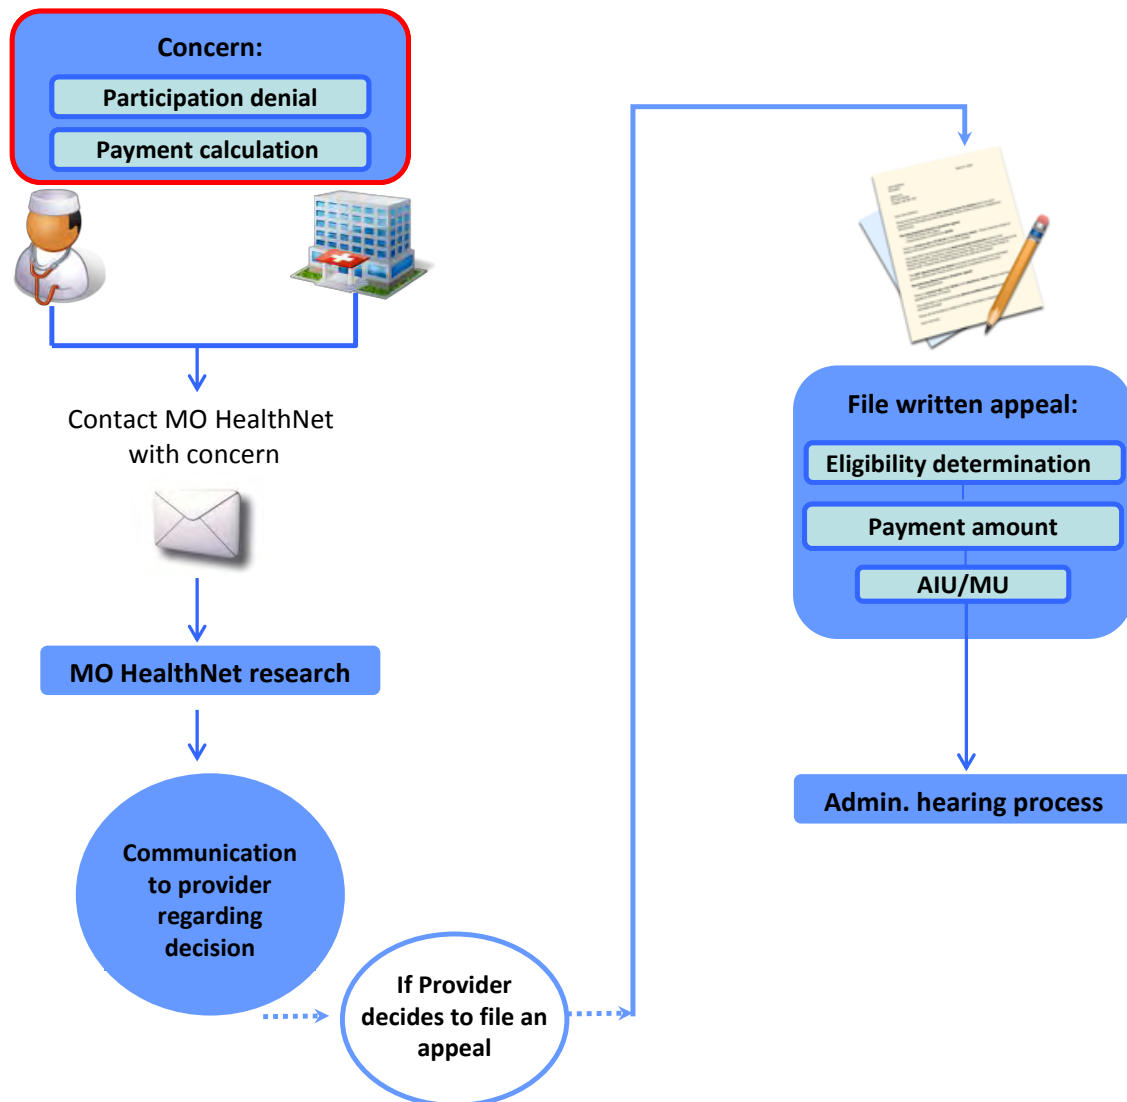 Concern:
Participation denial
Payment calculation
Contact MO HealthNet
with concern
MO HealthNet research
Communication
to provider
regarding
decision
If Provider
decides to file an
appeal
File written appeal:
Eligibility determination
Payment amount
AIU/MU
Admin. hearing process